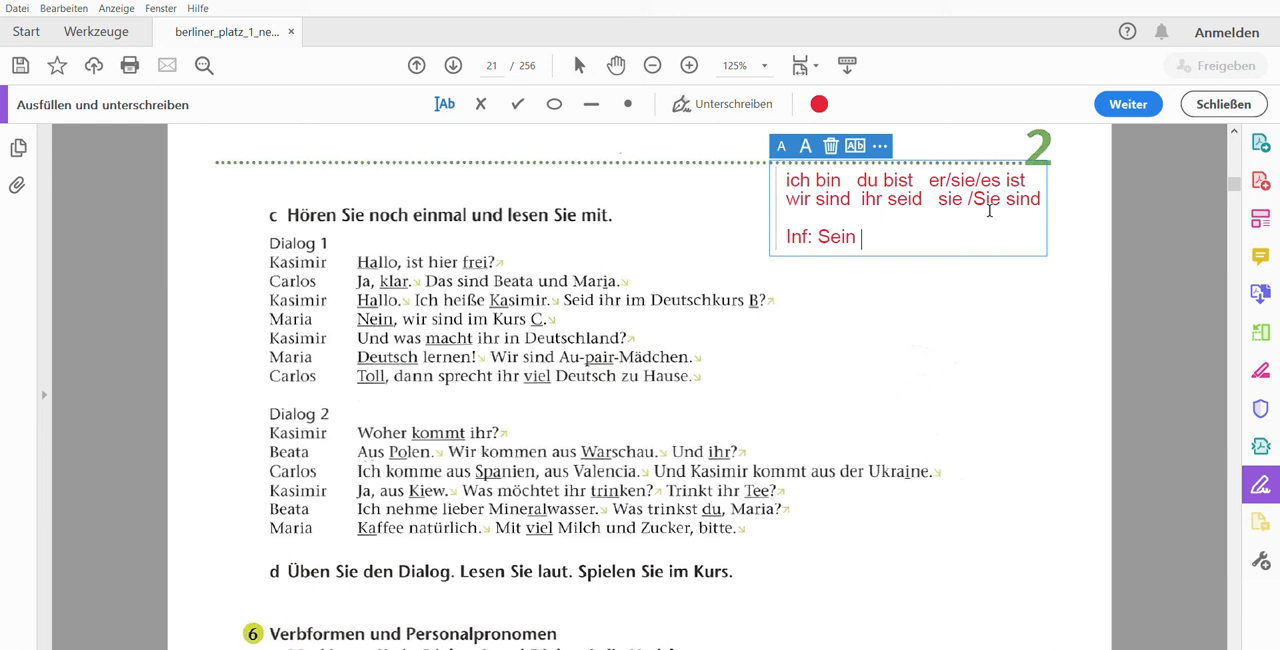 Datei Bearbeiten Anzeige Fenster Hilfe
Start Werkzeuge berliner_platz_1_ne... × Anmelden
21 / 256 125% Freigeben
Ausfüllen und unterschreiben Ab Unterschreiben Weiter Schließen
A A Ab ...
2
ich bin du bist er/sie/es ist
wir sind ihr seid sie /Sie sind
Inf: Sein
c Hören Sie noch einmal und lesen Sie mit.
Dialog 1
Kasimir Hallo, ist hier frei?↗
Carlos Ja, klar.↘ Das sind Beata und Maria.↘
Kasimir Hallo.↘ Ich heiße Kasimir.↘ Seid ihr im Deutschkurs B?↗
Maria Nein, wir sind im Kurs C.↘
Kasimir Und was macht ihr in Deutschland?↗
Maria Deutsch lernen!↘ Wir sind Au-pair-Mädchen.↘
Carlos Toll, dann sprecht ihr viel Deutsch zu Hause.↘
Dialog 2
Kasimir Woher kommt ihr?↗
Beata Aus Polen.↘ Wir kommen aus Warschau.↘ Und ihr?↗
Carlos Ich komme aus Spanien, aus Valencia.↘ Und Kasimir kommt aus der Ukraine.↘
Kasimir Ja, aus Kiew.↘ Was möchtet ihr trinken?↗ Trinkt ihr Tee?↗
Beata Ich nehme lieber Mineralwasser.↘ Was trinkst du, Maria?↗
Maria Kaffee natürlich.↘ Mit viel Milch und Zucker, bitte.↘
d Üben Sie den Dialog. Lesen Sie laut. Spielen Sie im Kurs.
6 Verbformen und Personalpronomen